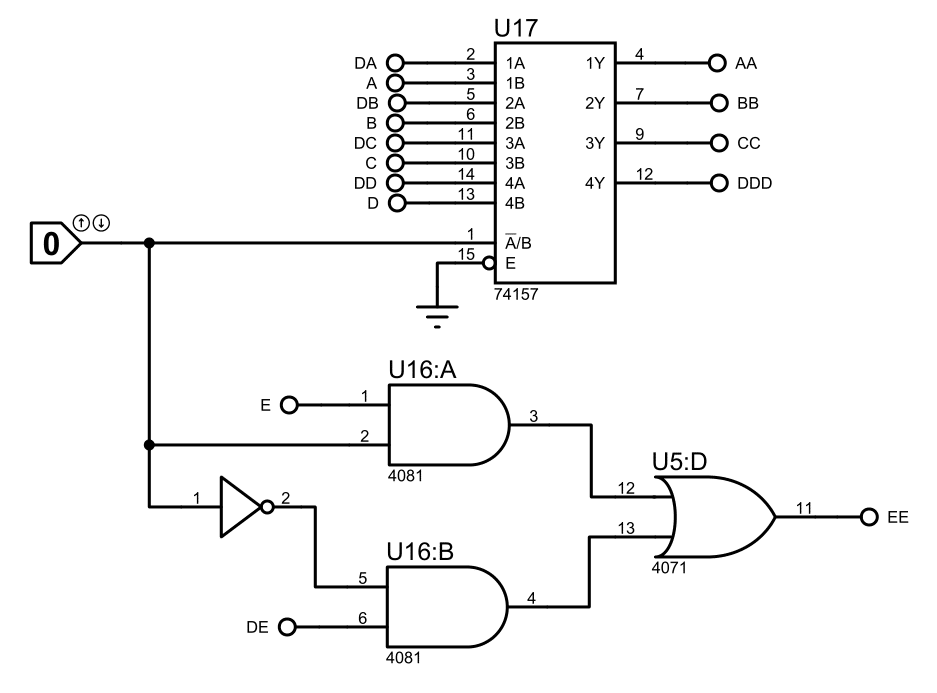 U17
DA 2 1A 1Y 4 AA
A 3 1B
DB 5 2A 2Y 7 BB
B 6 2B
DC 11 3A 3Y 9 CC
C 10 3B
DD 14 4A 4Y 12 DDD
D 13 4B
0 1 A̅/B
15 E
74157
U16:A
E 1
3
2
4081
U5:D
12
1 2
11 EE
13
4071
U16:B
5
4
DE 6
4081